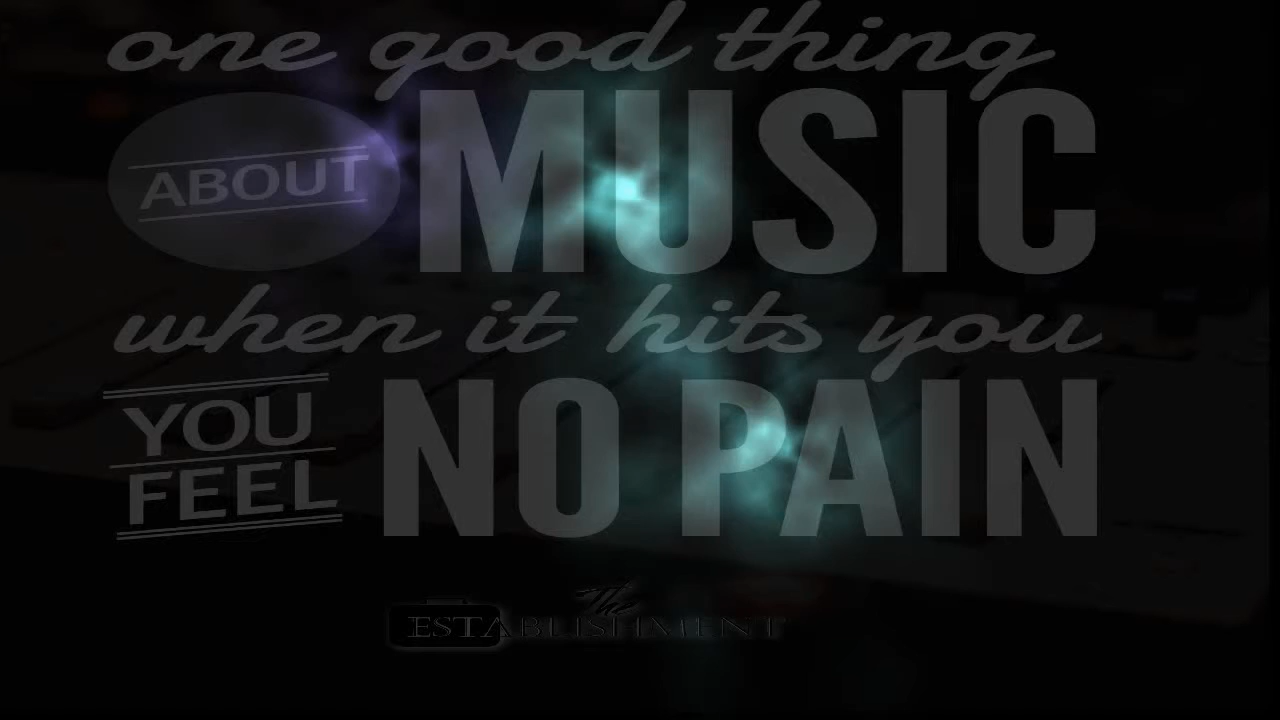 one good thing
ABOUT MUSIC
when it hits you
YOU FEEL NO PAIN
The
ESTABLISHMENT